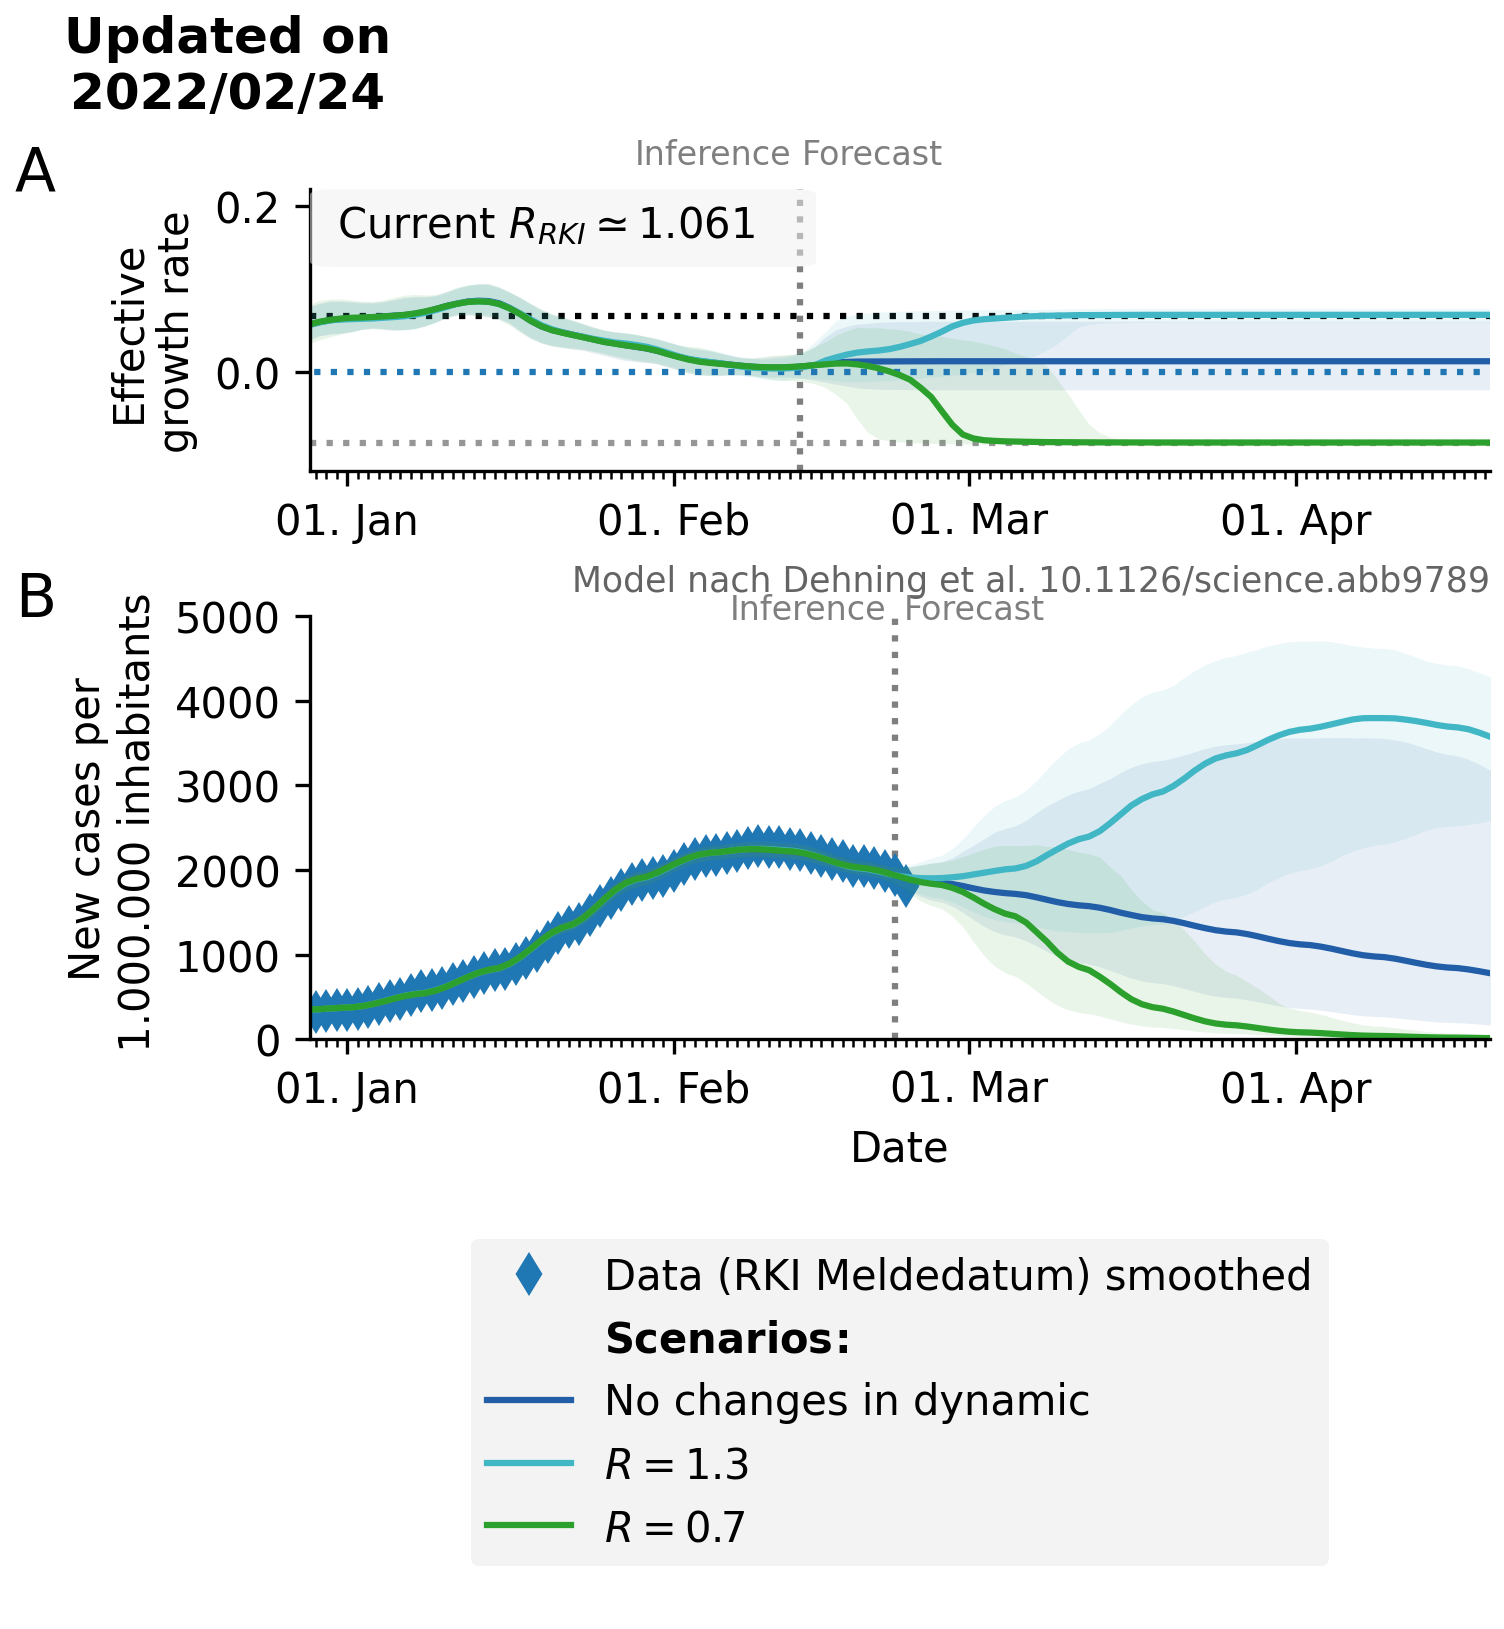 Updated on
2022/02/24
A
Inference Forecast
Effective
growth rate
0.2
0.0
Current R_RKI ≃ 1.061
01. Jan 01. Feb 01. Mar 01. Apr
B
Model nach Dehning et al. 10.1126/science.abb9789
Inference Forecast
New cases per
1.000.000 inhabitants
5000
4000
3000
2000
1000
0
01. Jan 01. Feb 01. Mar 01. Apr
Date
Data (RKI Meldedatum) smoothed
Scenarios:
No changes in dynamic
R = 1.3
R = 0.7